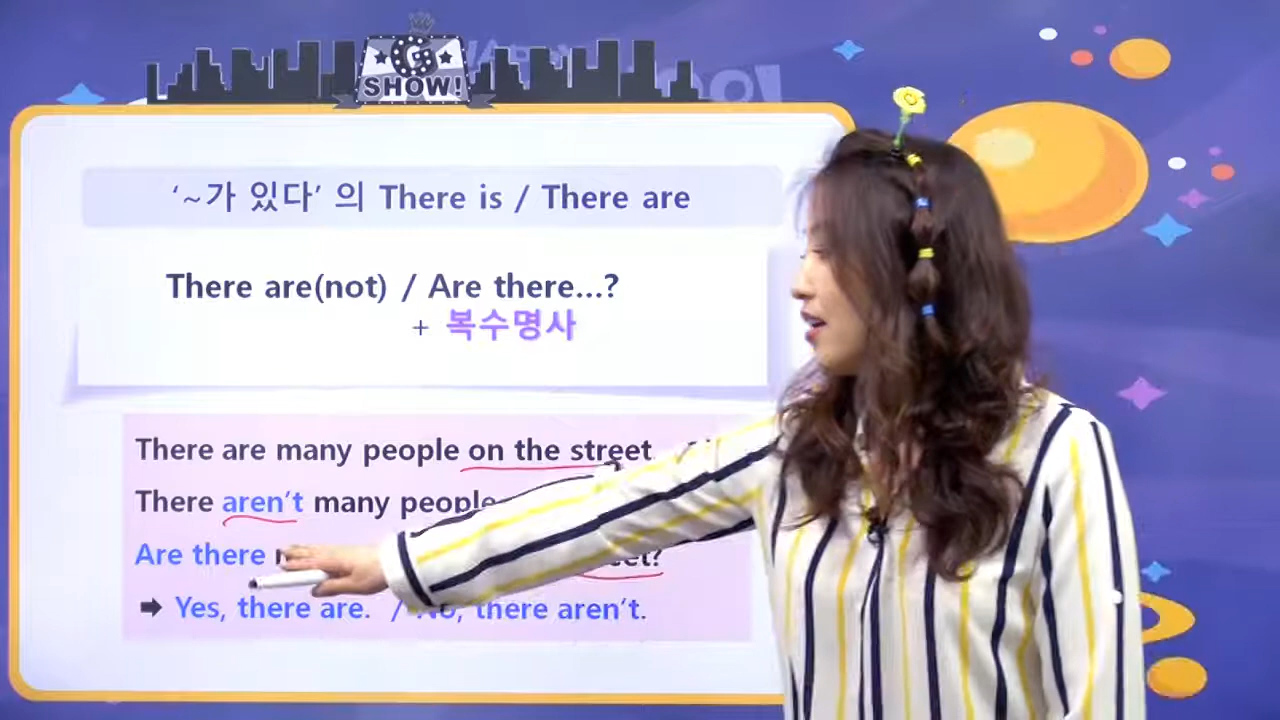 G
SHOW!
‘~가 있다’ 의 There is / There are
There are(not) / Are there...?
+ 복수명사
There are many people on the street
There aren’t many people
Are there
➡ Yes, there are. / No, there aren’t.